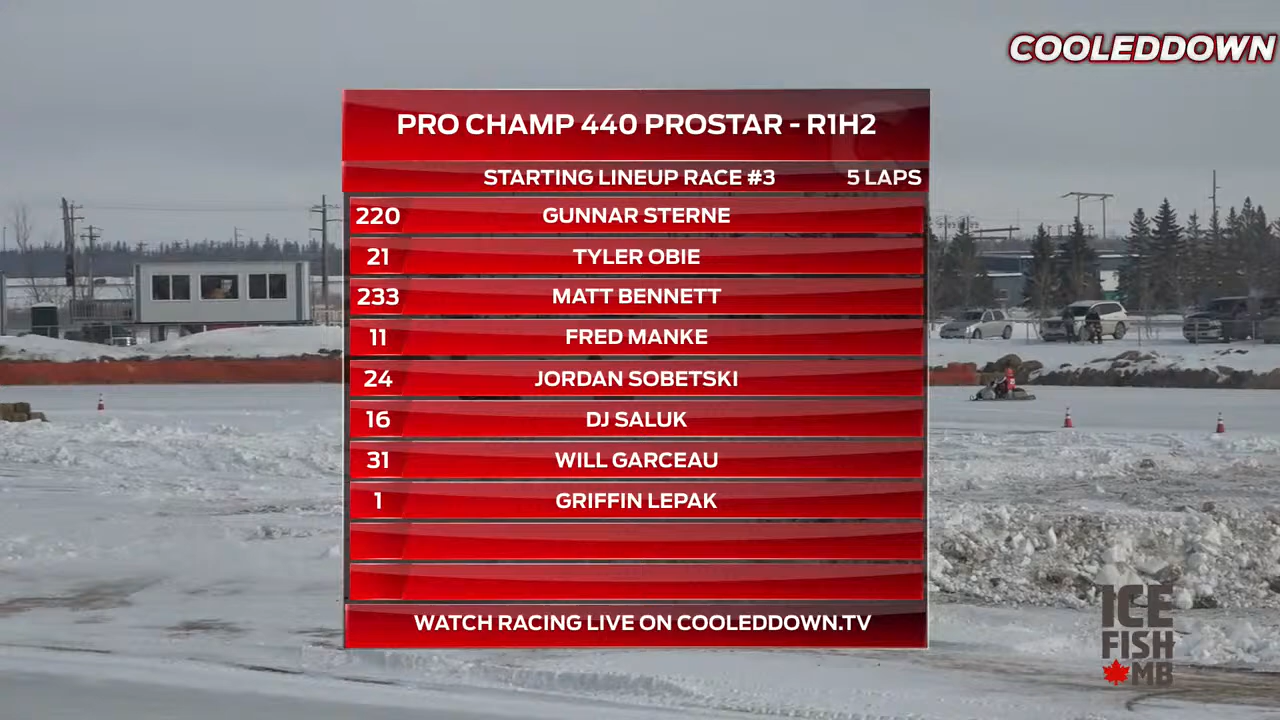 COOLEDDOWN
PRO CHAMP 440 PROSTAR - R1H2
STARTING LINEUP RACE #3 5 LAPS
220 GUNNAR STERNE
21 TYLER OBIE
233 MATT BENNETT
11 FRED MANKE
24 JORDAN SOBETSKI
16 DJ SALUK
31 WILL GARCEAU
1 GRIFFIN LEPAK
WATCH RACING LIVE ON COOLEDDOWN.TV
ICE
FISH
MB